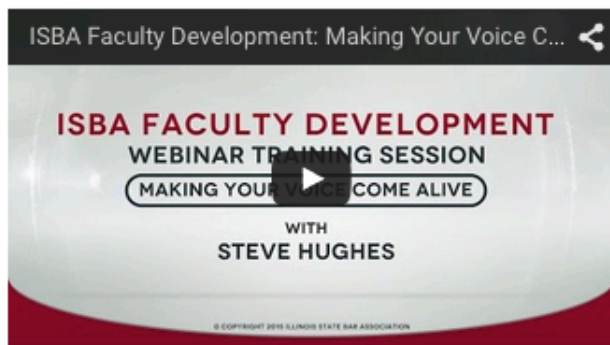 ISBA Faculty Development: Making Your Voice C...
ISBA FACULTY DEVELOPMENT
WEBINAR TRAINING SESSION
MAKING YOUR VOICE COME ALIVE
WITH
STEVE HUGHES
© COPYRIGHT 2015 ILLINOIS STATE BAR ASSOCIATION